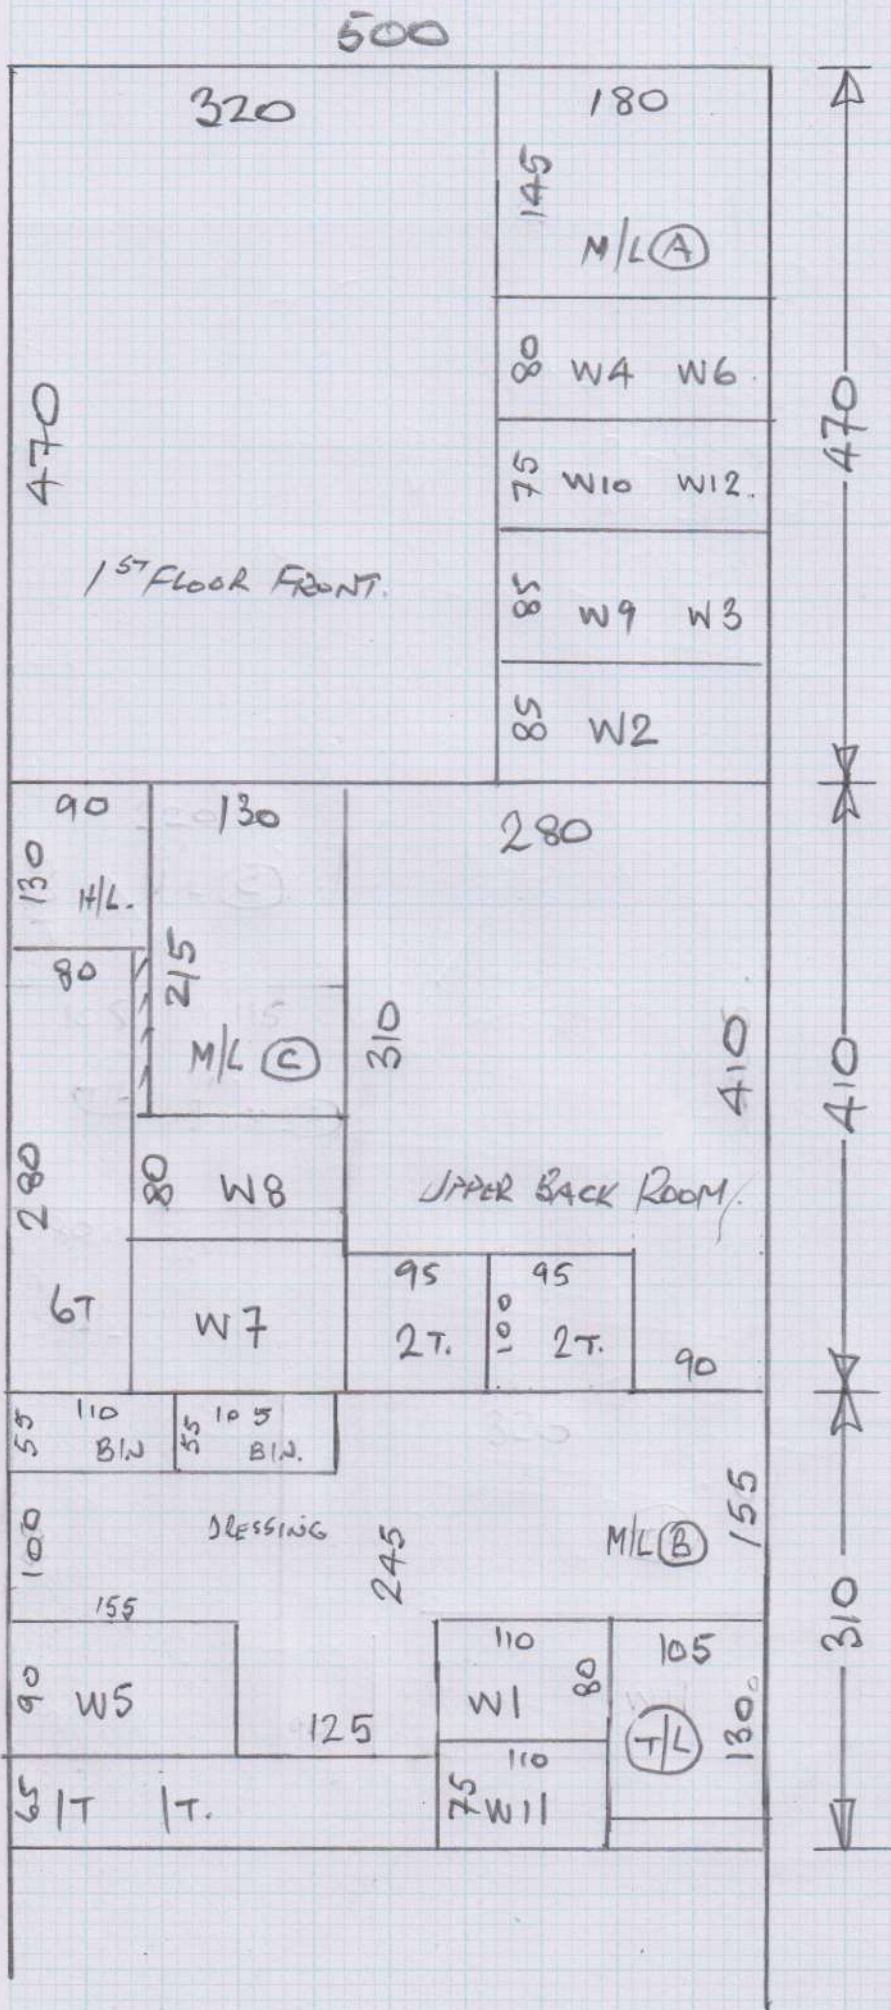 500
320
180
145
M/L A
80 W4 W6.
470
470
75 W10 W12.
1ST FLOOR FRONT.
85 W9 W3
85 W2
90
130
280
130
H/L.
80
215
M/L C
310
410
410
280
80 W8
UPPER BACK ROOM.
6T
W7
95
2T.
95
100
2T.
90
55
110
BIN
55
105
BIN.
155
100
DRESSING
245
M/L B
310
155
90 W5
110
W1
80
105
T/L
130
125
65 1T 1T.
110
75 W11